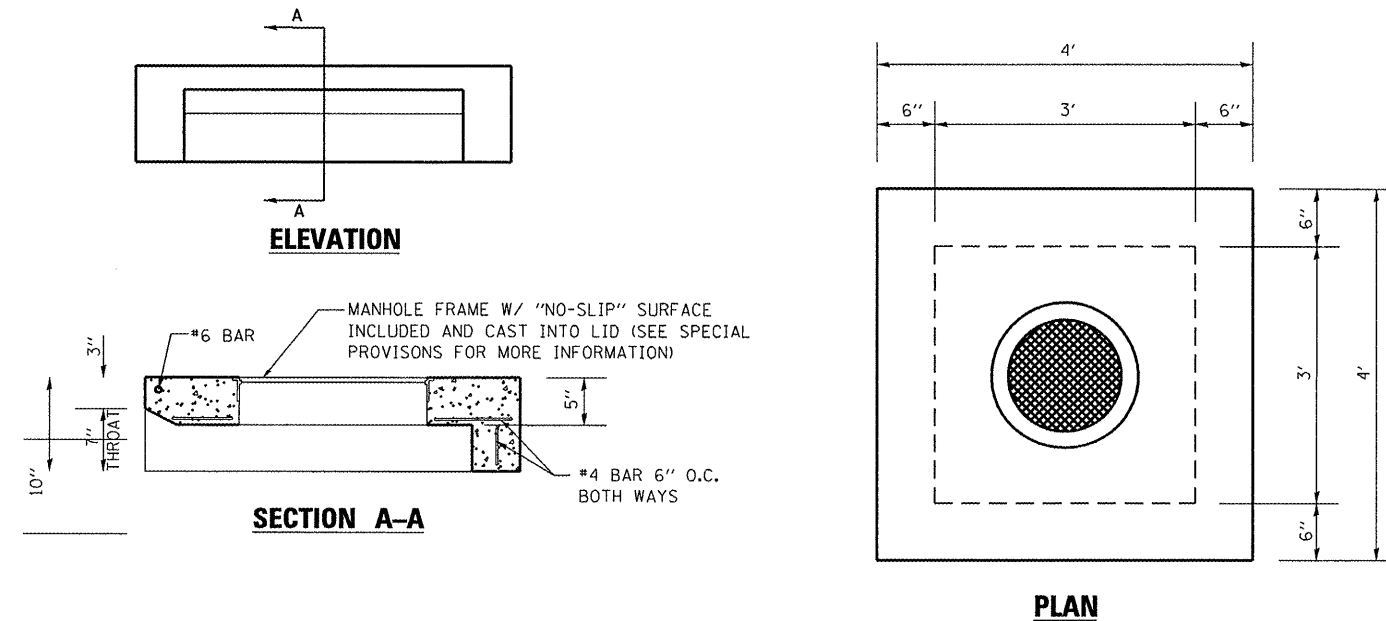 A
A
ELEVATION
MANHOLE FRAME W/ "NO-SLIP" SURFACE
INCLUDED AND CAST INTO LID (SEE SPECIAL
PROVISONS FOR MORE INFORMATION)
#6 BAR
3"
7"
THROAT
10"
5"
#4 BAR 6" O.C.
BOTH WAYS
SECTION A–A
4'
6"
3'
6"
6"
3'
4'
6"
PLAN